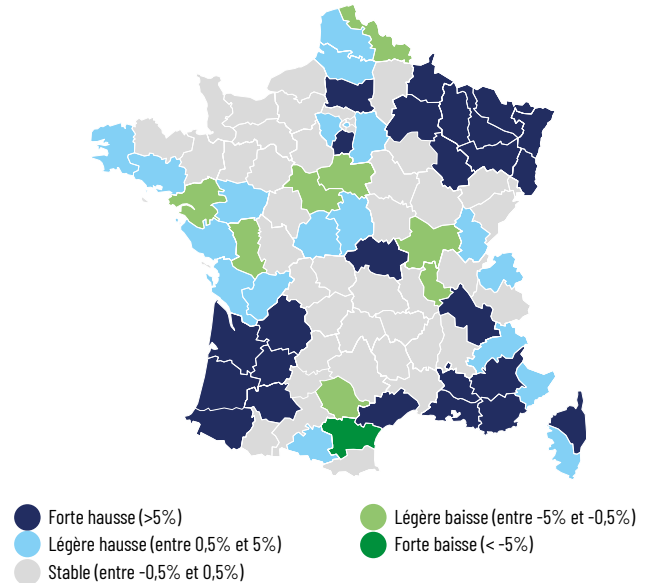 Forte hausse (>5%)
Légère hausse (entre 0,5% et 5%)
Stable (entre -0,5% et 0,5%)
Légère baisse (entre -5% et -0,5%)
Forte baisse (< -5%)